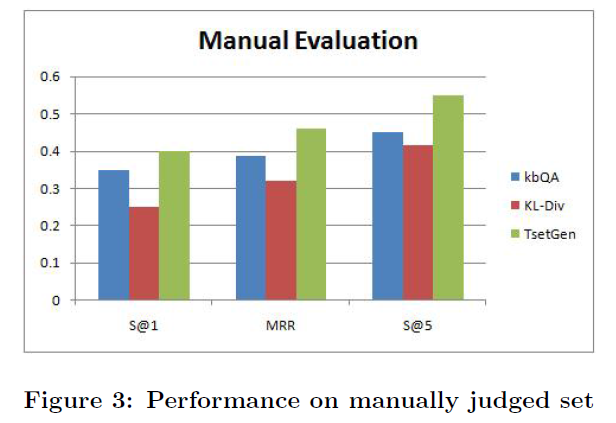 Manual Evaluation
0.6
0.5
0.4
0.3
0.2
0.1
0
S@1 MRR S@5
kbQA
KL-Div
TsetGen
Figure 3: Performance on manually judged set